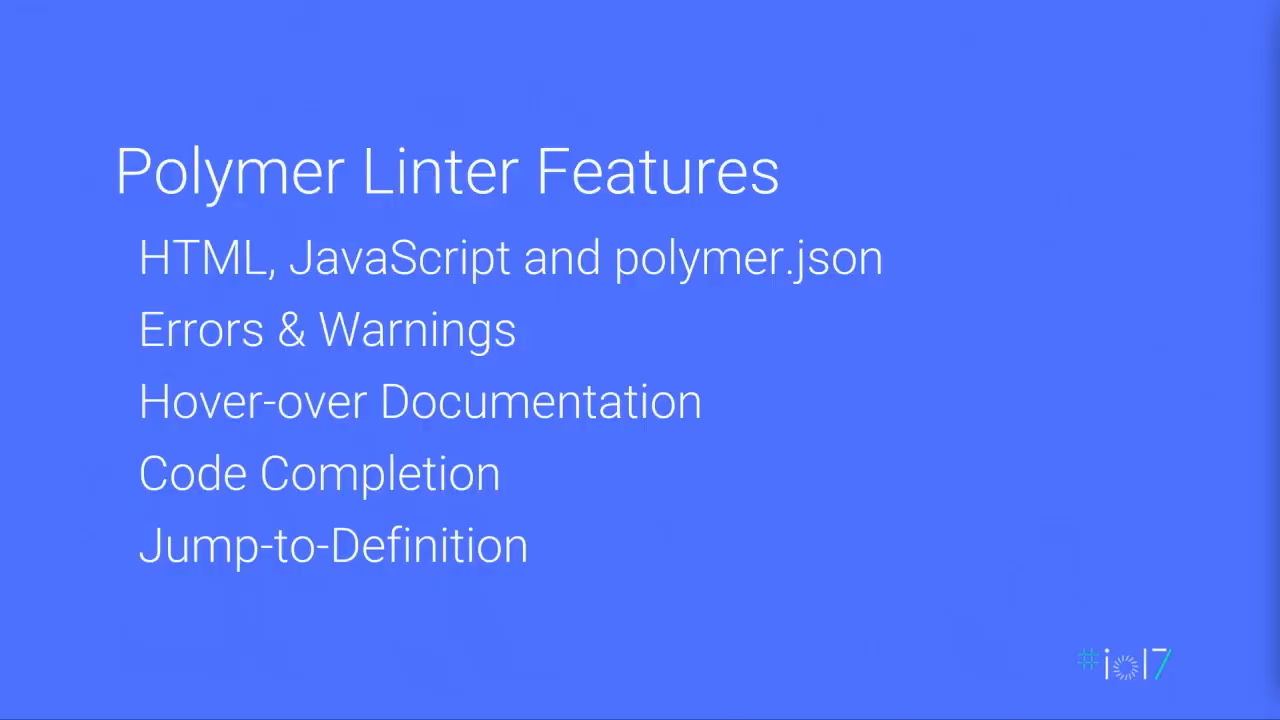 Polymer Linter Features
HTML, JavaScript and polymer.json
Errors & Warnings
Hover-over Documentation
Code Completion
Jump-to-Definition
#io17